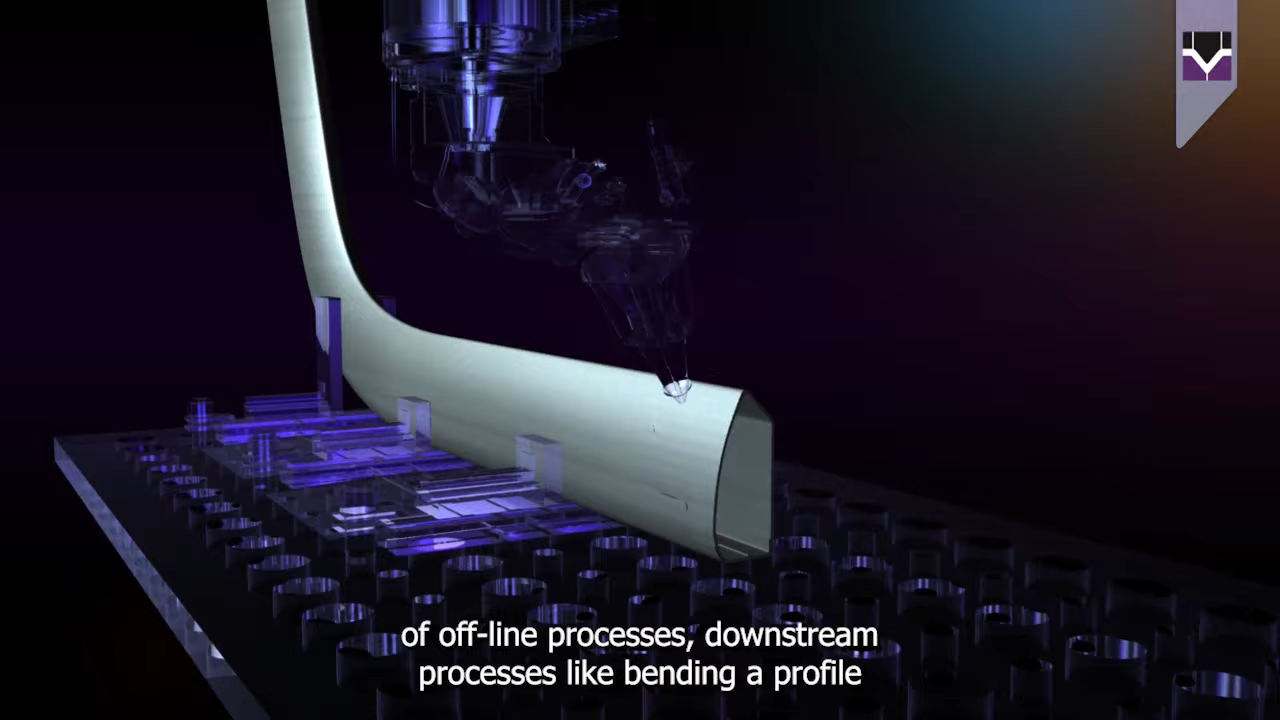 of off-line processes, downstream
processes like bending a profile